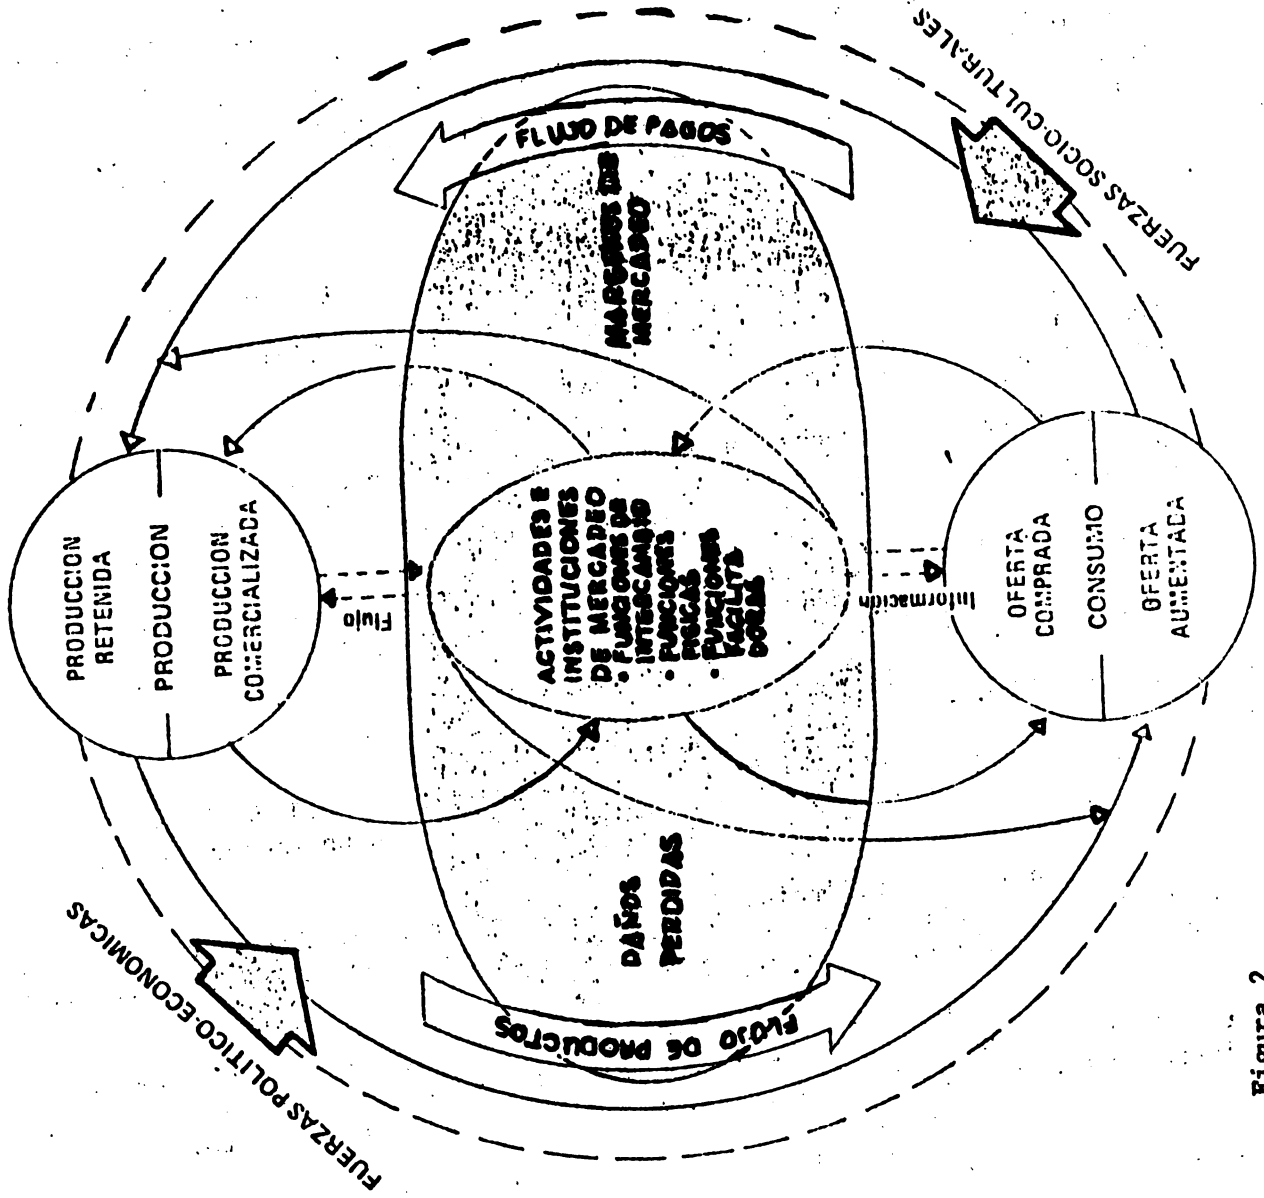 FUERZAS POLITICO-ECONOMICAS
FUERZAS SOCIO-CULTURALES
PRODUCCION
RETENIDA
PRODUCCION
PRODUCCION
COMERCIALIZADA
Flujo
FLUJO DE PRODUCTOS
DAÑOS
PERDIDAS
ACTIVIDADES E
INSTITUCIONES
DE MERCADEO
• FUNCIONES DE
INTERCAMBIO
• FUNCIONES
FISICAS
• FUNCIONES
FACILITA
DORAS
MARGENES DE
MERCADEO
FLUJO DE PAGOS
Información
OFERTA
COMPRADA
CONSUMO
OFERTA
AUMENTADA
Figura 2